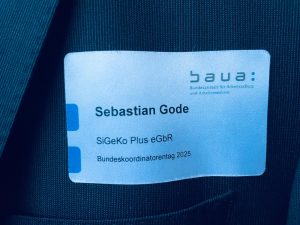 baua:
Bundesanstalt für Arbeitsschutz
und Arbeitsmedizin
Sebastian Gode
SiGeKo Plus eGbR
Bundeskoordinatorentag 2025